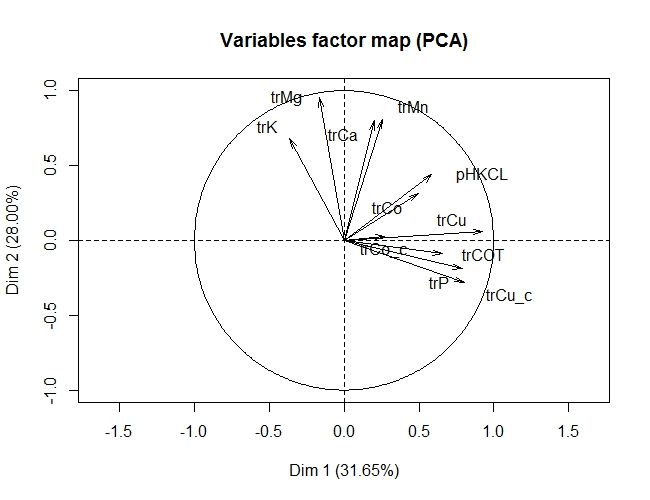 Variables factor map (PCA)
1.0
0.5
0.0
-0.5
-1.0
Dim 2 (28.00%)
trMg
trMn
trK
trCa
pHKCL
trCo
trCu
trCo_c
trCOT
trP
trCu_c
-1.5 -1.0 -0.5 0.0 0.5 1.0 1.5
Dim 1 (31.65%)